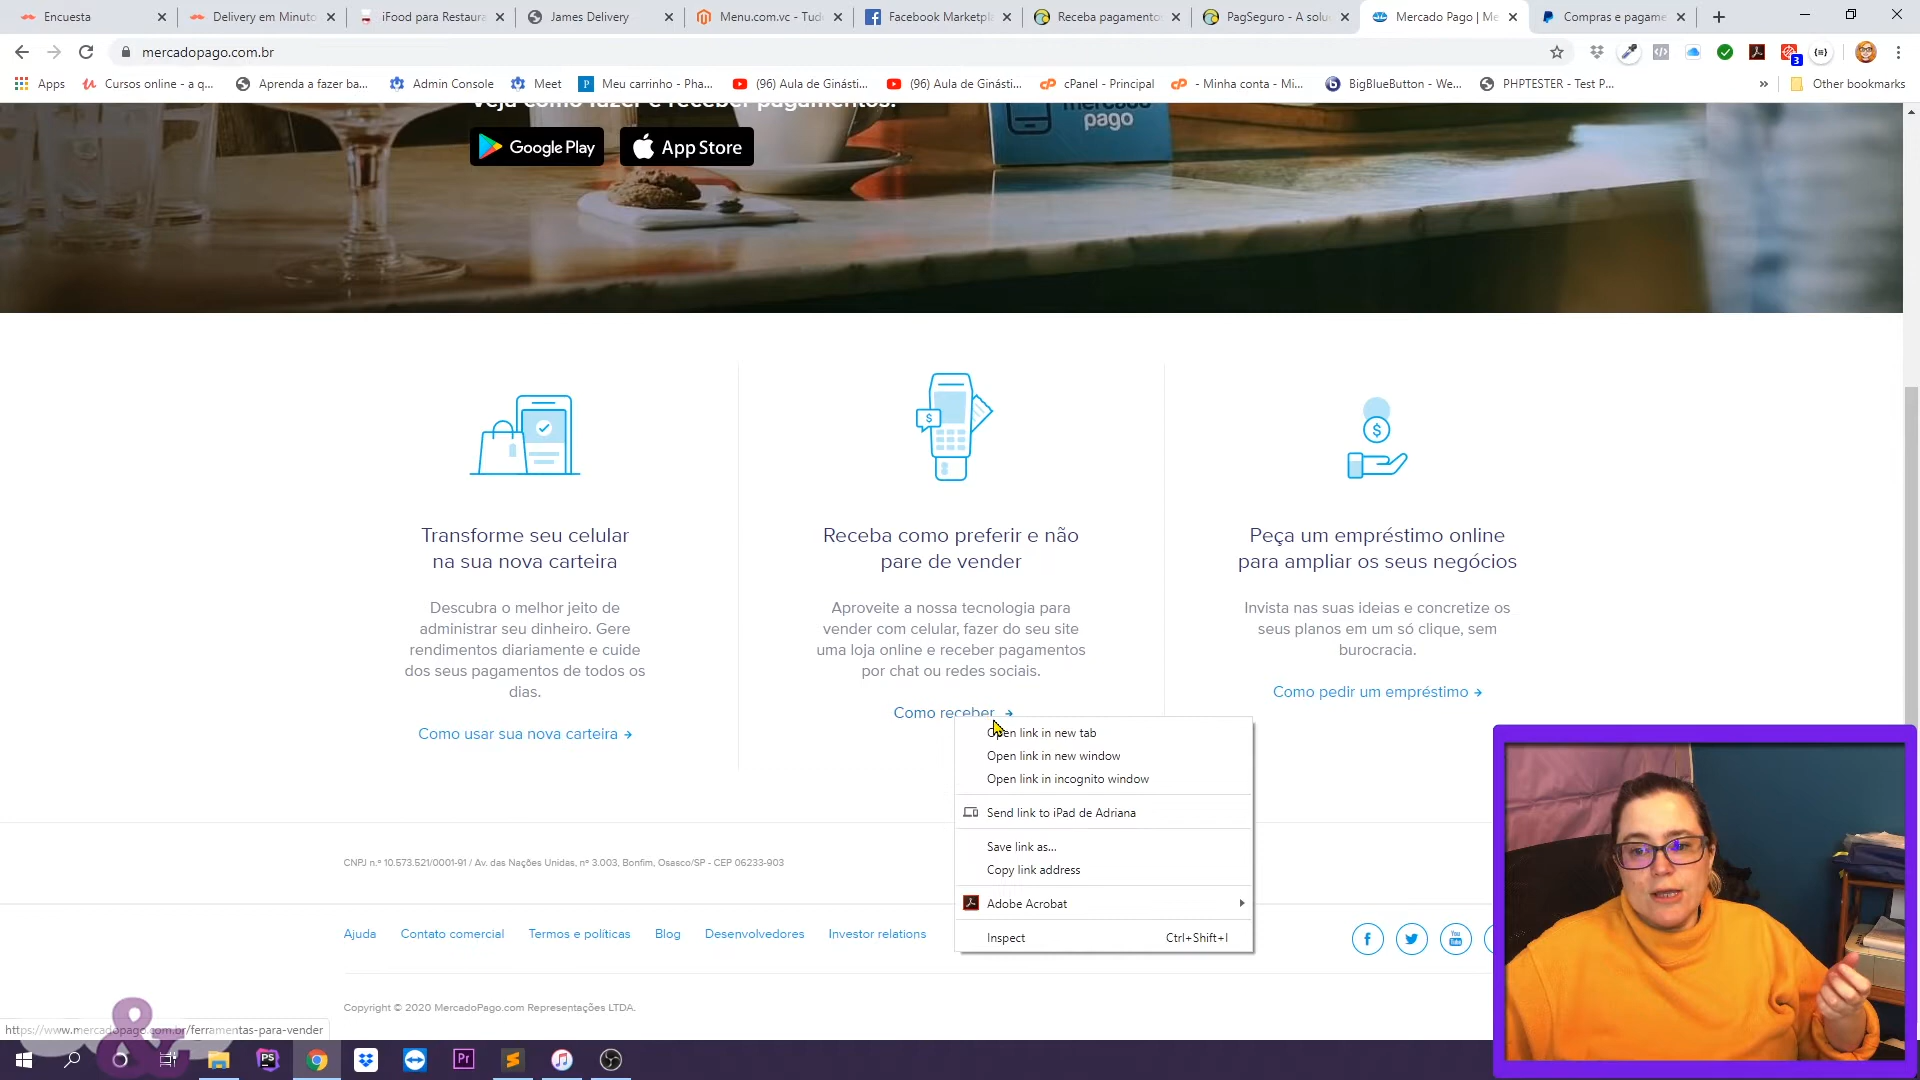 Encuesta
Delivery em Minuto
iFood para Restaura
James Delivery
Menu.com.vc - Tud
Facebook Marketpla
Receba pagamento
PagSeguro - A solu
Mercado Pago | Me
Compras e pagame
mercadopago.com.br
3
Apps
Cursos online - a q...
Aprenda a fazer ba...
Admin Console
Meet
Meu carrinho - Pha...
(96) Aula de Ginásti...
(96) Aula de Ginásti...
cPanel - Principal
- Minha conta - Mi...
BigBlueButton - We...
PHPTESTER - Test P...
»
Other bookmarks
Veja como fazer e receber pagamentos!
mercado
pago
Google Play
App Store
Transforme seu celular
na sua nova carteira
Descubra o melhor jeito de
administrar seu dinheiro. Gere
rendimentos diariamente e cuide
dos seus pagamentos de todos os
dias.
Como usar sua nova carteira
Receba como preferir e não
pare de vender
Aproveite a nossa tecnologia para
vender com celular, fazer do seu site
uma loja online e receber pagamentos
por chat ou redes sociais.
Como receber
Peça um empréstimo online
para ampliar os seus negócios
Invista nas suas ideias e concretize os
seus planos em um só clique, sem
burocracia.
Como pedir um empréstimo
Open link in new tab
Open link in new window
Open link in incognito window
Send link to iPad de Adriana
Save link as...
Copy link address
Adobe Acrobat
Inspect Ctrl+Shift+I
CNPJ n.º 10.573.521/0001-91 / Av. das Nações Unidas, nº 3.003, Bonfim, Osasco/SP - CEP 06233-903
Ajuda Contato comercial Termos e políticas Blog Desenvolvedores Investor relations
Copyright © 2020 MercadoPago.com Representações LTDA.
https://www.mercadopago.com.br/ferramentas-para-vender
&
PS
Pr